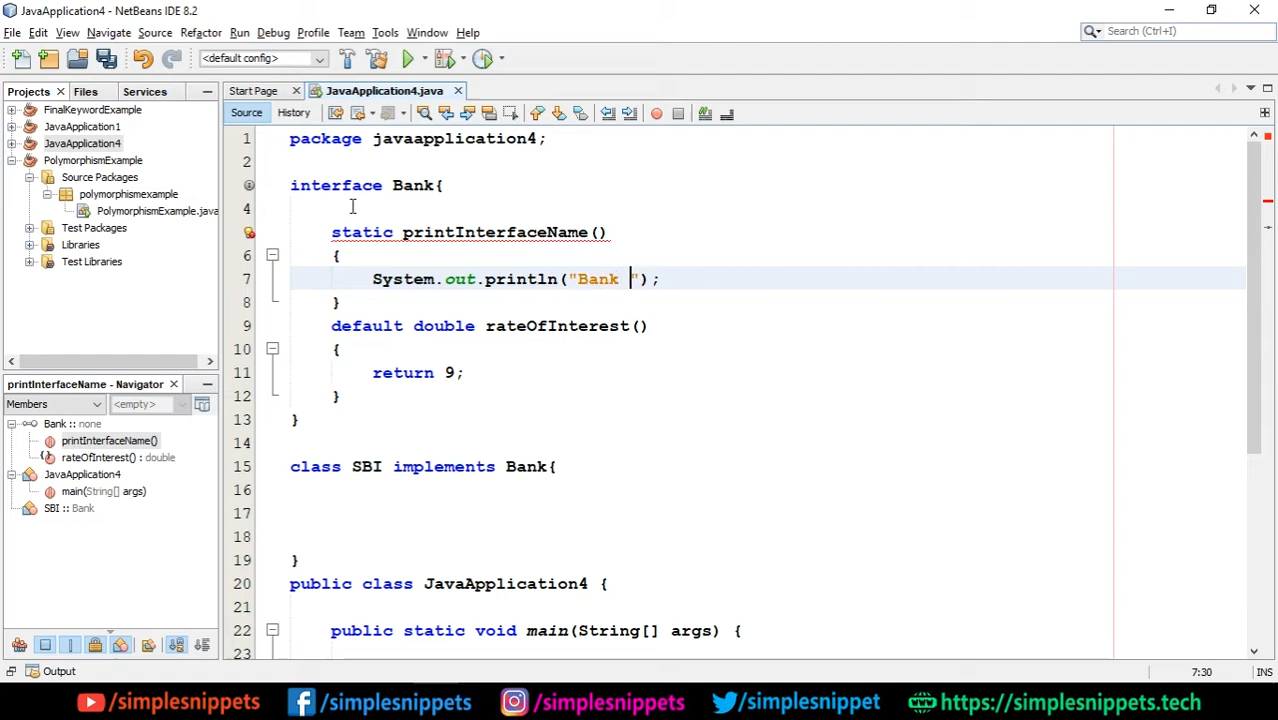 JavaApplication4 - NetBeans IDE 8.2
File Edit View Navigate Source Refactor Run Debug Profile Team Tools Window Help
Search (Ctrl+I)
<default config>
Projects Files Services
Start Page JavaApplication4.java
Source History
FinalKeywordExample
JavaApplication1
JavaApplication4
PolymorphismExample
Source Packages
polymorphismexample
PolymorphismExample.java
Test Packages
Libraries
Test Libraries
printInterfaceName - Navigator
Members <empty>
Bank :: none
printInterfaceName()
rateOfInterest() : double
JavaApplication4
main(String[] args)
SBI :: Bank
1 package javaapplication4;
2
interface Bank{
4
static printInterfaceName()
6 {
7 System.out.println("Bank ");
8 }
9 default double rateOfInterest()
10 {
11 return 9;
12 }
13 }
14
15 class SBI implements Bank{
16
17
18
19 }
20 public class JavaApplication4 {
21
22 public static void main(String[] args) {
23
Output
7:30 INS
/simplesnippets /simplesnippets /simplesnippets /simplesnippets https://simplesnippets.tech